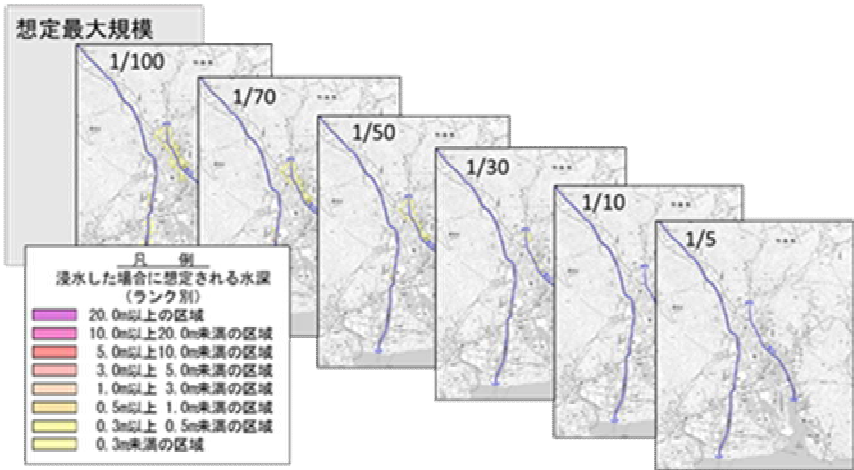 想定最大規模
1/100
1/70
1/50
1/30
1/10
1/5
凡 例
浸水した場合に想定される水深
(ランク別)
20.0m以上の区域
10.0m以上20.0m未満の区域
5.0m以上10.0m未満の区域
3.0m以上 5.0m未満の区域
1.0m以上 3.0m未満の区域
0.5m以上 1.0m未満の区域
0.3m以上 0.5m未満の区域
0.3m未満の区域